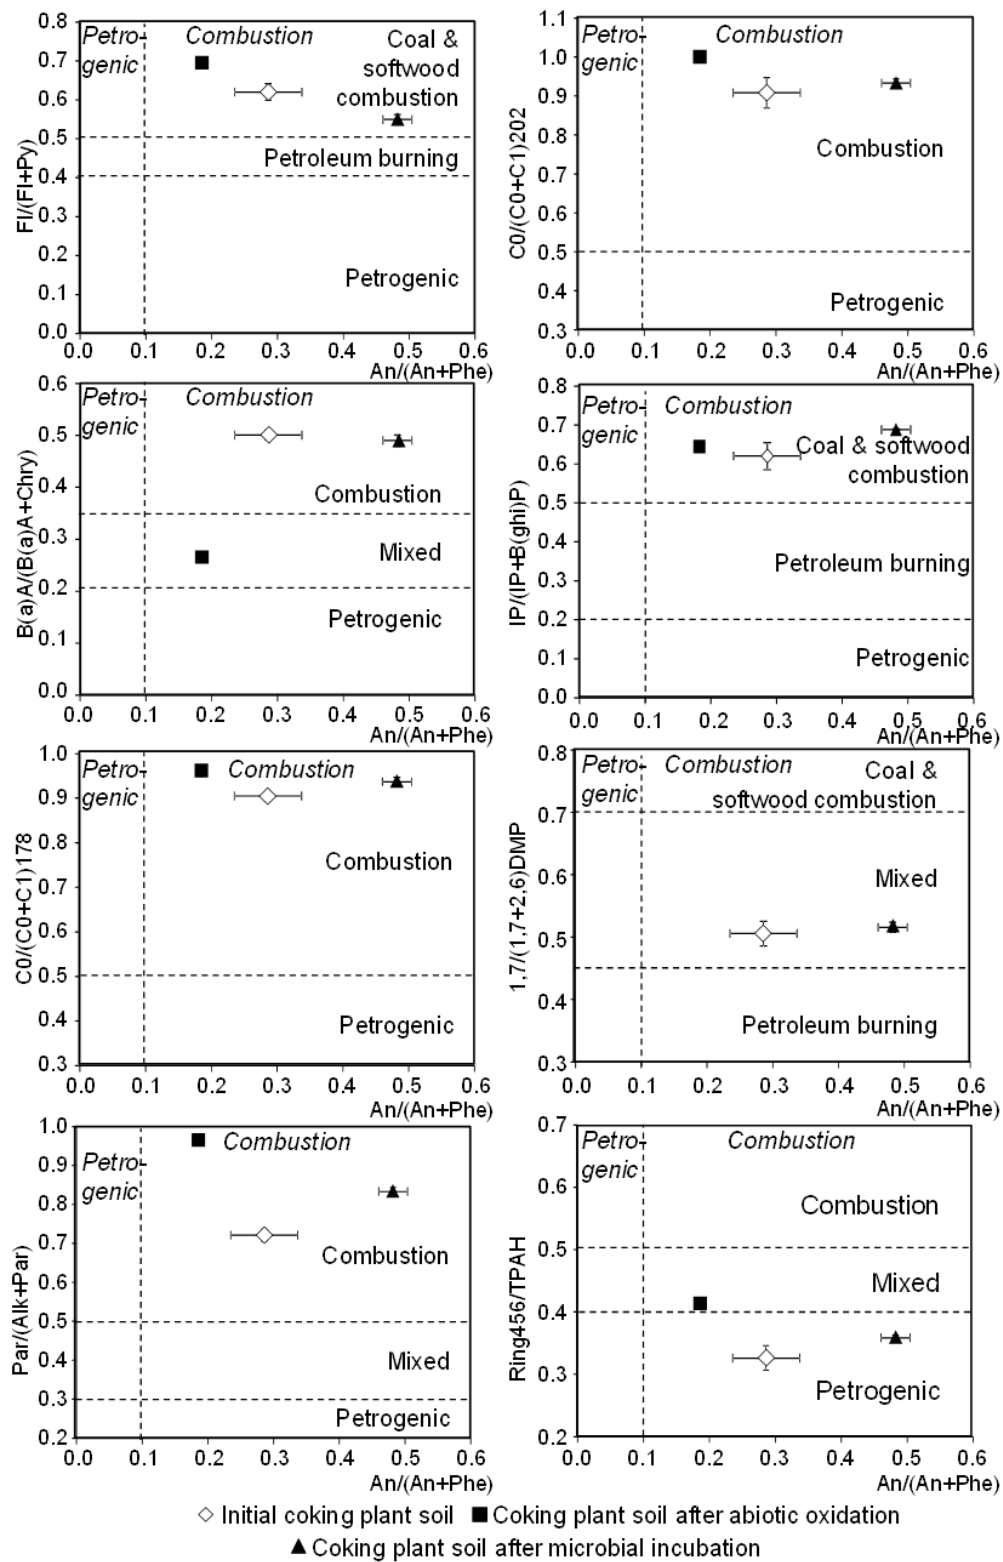 0.8
0.7
0.6
0.5
0.4
0.3
0.2
0.1
0.0
Fl/(Fl+Py)
Petro-
genic
Combustion
Coal &
softwood
combustion
Petroleum burning
Petrogenic
0.0 0.1 0.2 0.3 0.4 0.5 0.6
An/(An+Phe)
1.0
0.9
0.8
0.7
0.6
0.5
0.4
0.3
C0/(C0+C1)202
Petro-
genic
Combustion
Combustion
Petrogenic
0.0 0.1 0.2 0.3 0.4 0.5 0.6
An/(An+Phe)
0.6
0.5
0.4
0.3
0.2
0.1
0.0
B(a)A/(B(a)A+Chry)
Petro-
genic
Combustion
Combustion
Mixed
Petrogenic
0.0 0.1 0.2 0.3 0.4 0.5 0.6
An/(An+Phe)
0.8
0.7
0.6
0.5
0.4
0.3
0.2
0.1
0.0
IP/(IP+B(ghi)P)
Petro-
genic
Combustion
Coal & softwood
combustion
Petroleum burning
Petrogenic
0.0 0.1 0.2 0.3 0.4 0.5 0.6
An/(An+Phe)
1.0
0.9
0.8
0.7
0.6
0.5
0.4
0.3
C0/(C0+C1)178
Petro-
genic
Combustion
Combustion
Petrogenic
0.0 0.1 0.2 0.3 0.4 0.5 0.6
An/(An+Phe)
0.8
0.7
0.6
0.5
0.4
0.3
1,7/(1,7+2,6)DMP
Petro-
genic
Combustion
Coal &
softwood combustion
Mixed
Petroleum burning
0.0 0.1 0.2 0.3 0.4 0.5 0.6
An/(An+Phe)
1.0
0.9
0.8
0.7
0.6
0.5
0.4
0.3
0.2
Par/(Alk+Par)
Petro-
genic
Combustion
Combustion
Mixed
Petrogenic
0.0 0.1 0.2 0.3 0.4 0.5 0.6
An/(An+Phe)
0.7
0.6
0.5
0.4
0.3
0.2
Ring456/TPAH
Petro-
genic
Combustion
Combustion
Mixed
Petrogenic
0.0 0.1 0.2 0.3 0.4 0.5 0.6
An/(An+Phe)
◇ Initial coking plant soil ■ Coking plant soil after abiotic oxidation
▲ Coking plant soil after microbial incubation